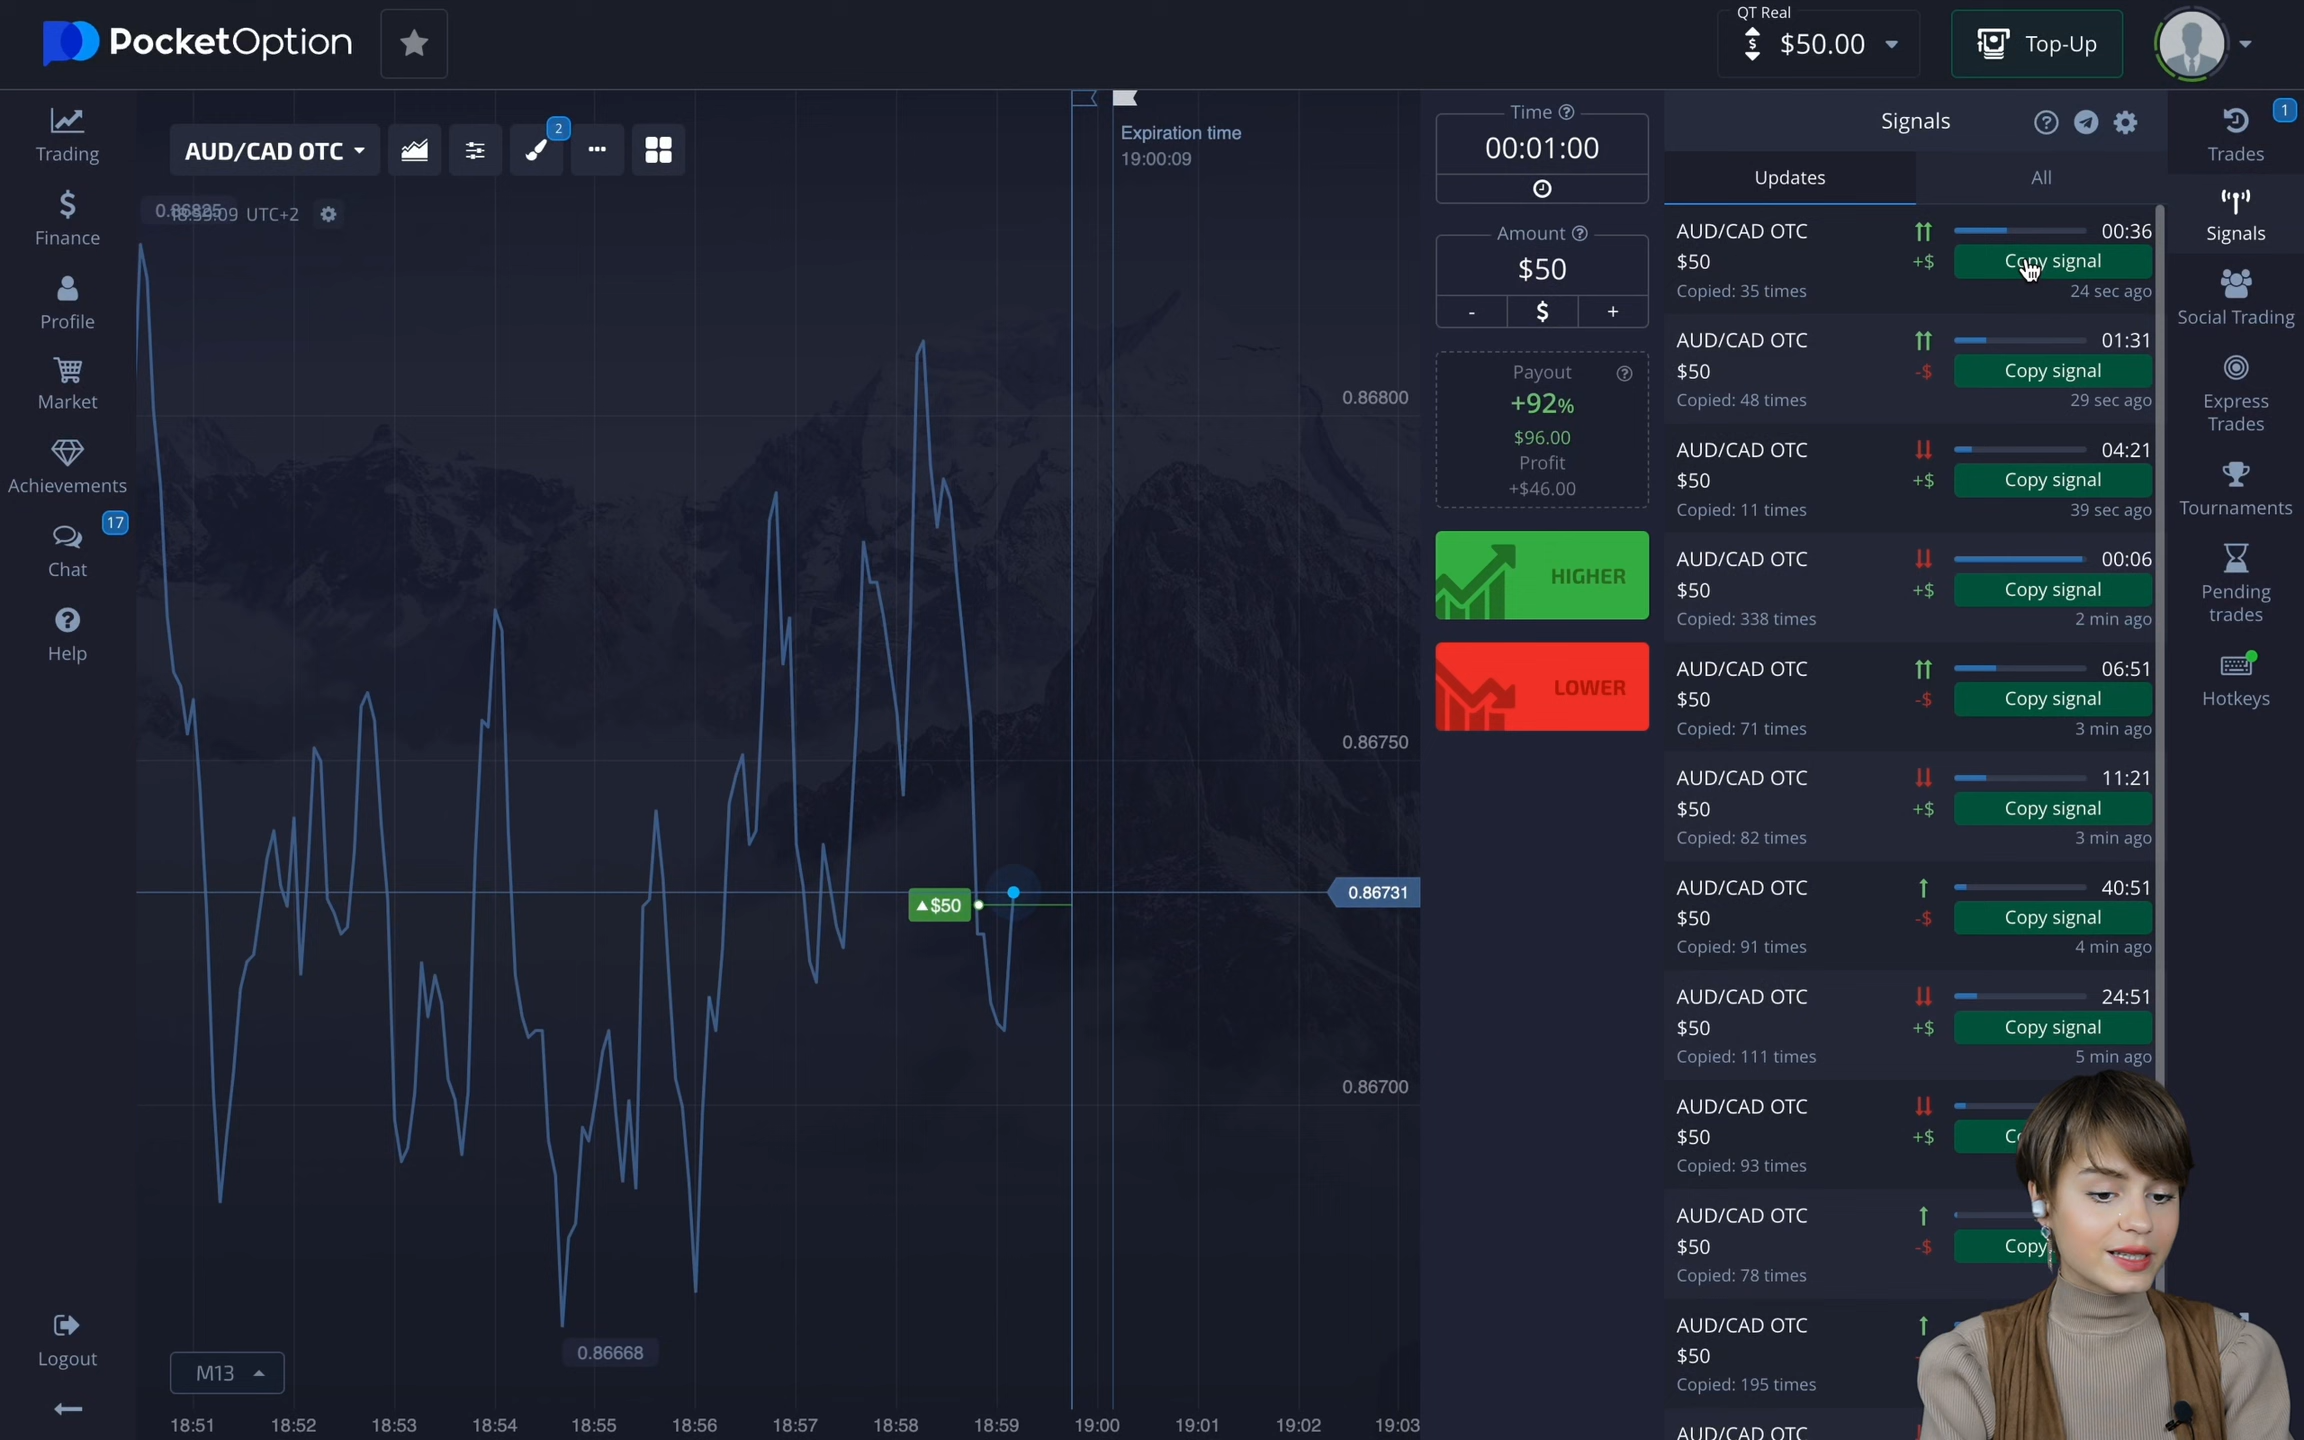 PocketOption
QT Real
$50.00
Top-Up
Trading
Finance
Profile
Market
Achievements
17
Chat
Help
Logout
AUD/CAD OTC
2
UTC+2
Expiration time
19:00:09
0.86800
0.86750
0.86731
0.86700
$50
0.86668
M13
18:51
18:52
18:53
18:54
18:55
18:56
18:57
18:58
18:59
19:00
19:01
19:02
19:03
Time
00:01:00
Amount
$50
- $ +
Payout
+92%
$96.00
Profit
+$46.00
HIGHER
LOWER
Signals
Updates
All
AUD/CAD OTC 00:36
$50 +$ Copy signal
Copied: 35 times 24 sec ago
AUD/CAD OTC 01:31
$50 -$ Copy signal
Copied: 48 times 29 sec ago
AUD/CAD OTC 04:21
$50 +$ Copy signal
Copied: 11 times 39 sec ago
AUD/CAD OTC 00:06
$50 +$ Copy signal
Copied: 338 times 2 min ago
AUD/CAD OTC 06:51
$50 -$ Copy signal
Copied: 71 times 3 min ago
AUD/CAD OTC 11:21
$50 +$ Copy signal
Copied: 82 times 3 min ago
AUD/CAD OTC 40:51
$50 -$ Copy signal
Copied: 91 times 4 min ago
AUD/CAD OTC 24:51
$50 +$ Copy signal
Copied: 111 times 5 min ago
AUD/CAD OTC
$50 +$
Copied: 93 times
AUD/CAD OTC
$50 -$ Copy
Copied: 78 times
AUD/CAD OTC
$50
Copied: 195 times
AUD/CAD OTC
1
Trades
Signals
Social Trading
Express
Trades
Tournaments
Pending
trades
Hotkeys